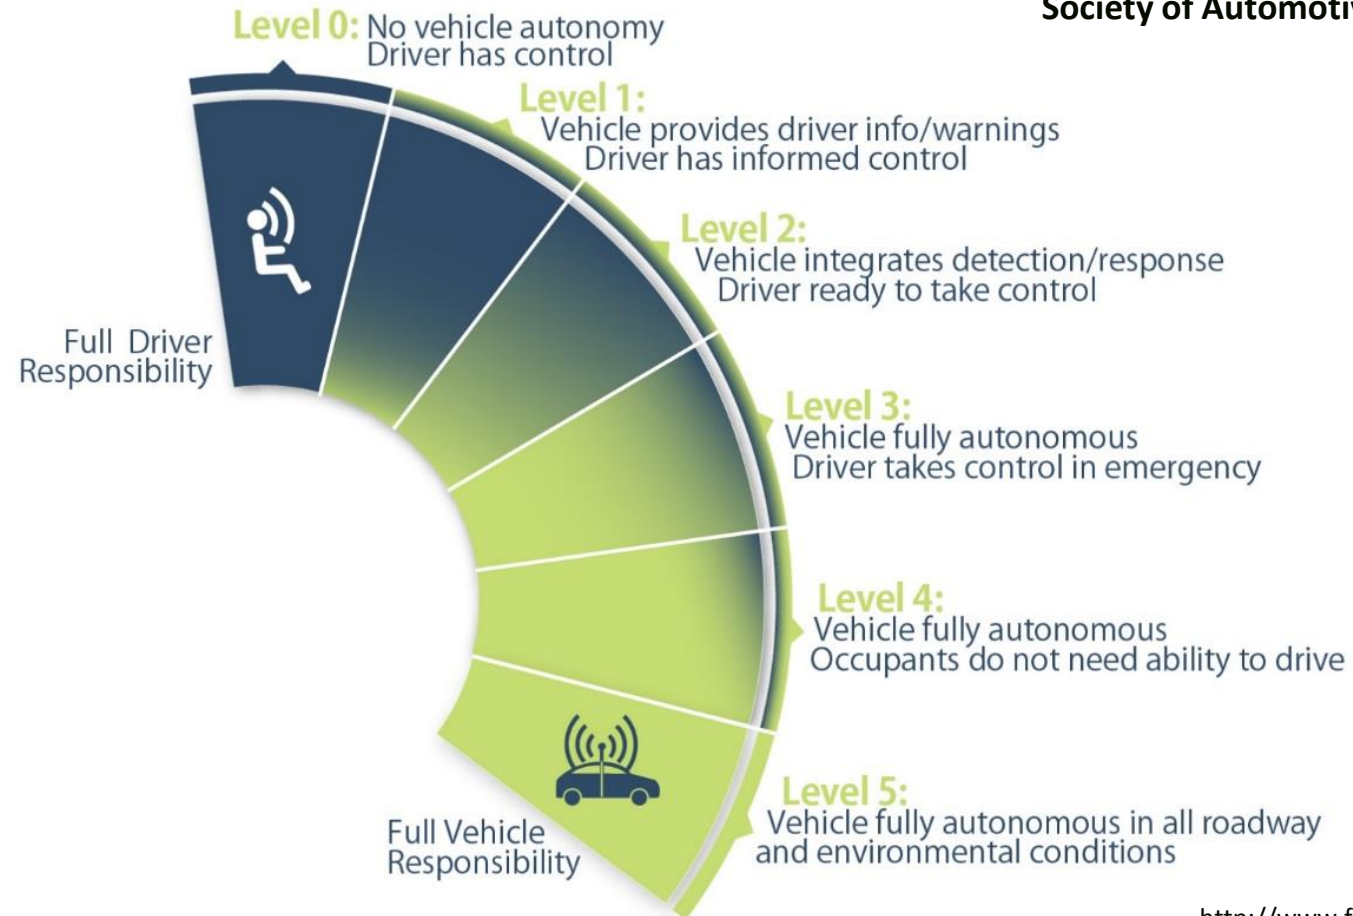 Society of
Level 0: No vehicle autonomy
Driver has control
Level 1:
Vehicle provides driver info/warnings
Driver has informed control
Level 2:
Vehicle integrates detection/response
Driver ready to take control
Full Driver
Responsibility
Level 3:
Vehicle fully autonomous
Driver takes control in emergency
Level 4:
Vehicle fully autonomous
Occupants do not need ability to drive
Level 5:
Vehicle fully autonomous in all roadway
and environmental conditions
Full Vehicle
Responsibility